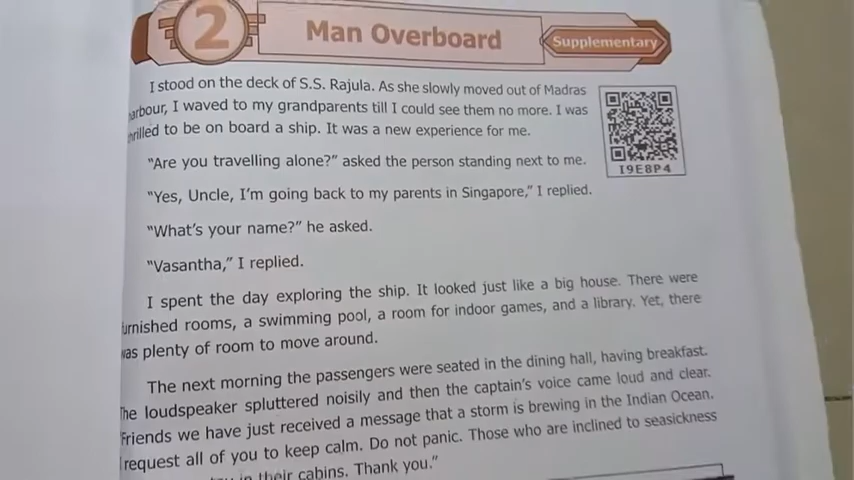 2
Man Overboard
Supplementary
I stood on the deck of S.S. Rajula. As she slowly moved out of Madras
arbour, I waved to my grandparents till I could see them no more. I was
hrilled to be on board a ship. It was a new experience for me.
I9E8P4
“Are you travelling alone?” asked the person standing next to me.
“Yes, Uncle, I’m going back to my parents in Singapore,” I replied.
“What’s your name?” he asked.
“Vasantha,” I replied.
I spent the day exploring the ship. It looked just like a big house. There were
urnished rooms, a swimming pool, a room for indoor games, and a library. Yet, there
was plenty of room to move around.
The next morning the passengers were seated in the dining hall, having breakfast.
The loudspeaker spluttered noisily and then the captain’s voice came loud and clear.
Friends we have just received a message that a storm is brewing in the Indian Ocean.
I request all of you to keep calm. Do not panic. Those who are inclined to seasickness
in their cabins. Thank you.”